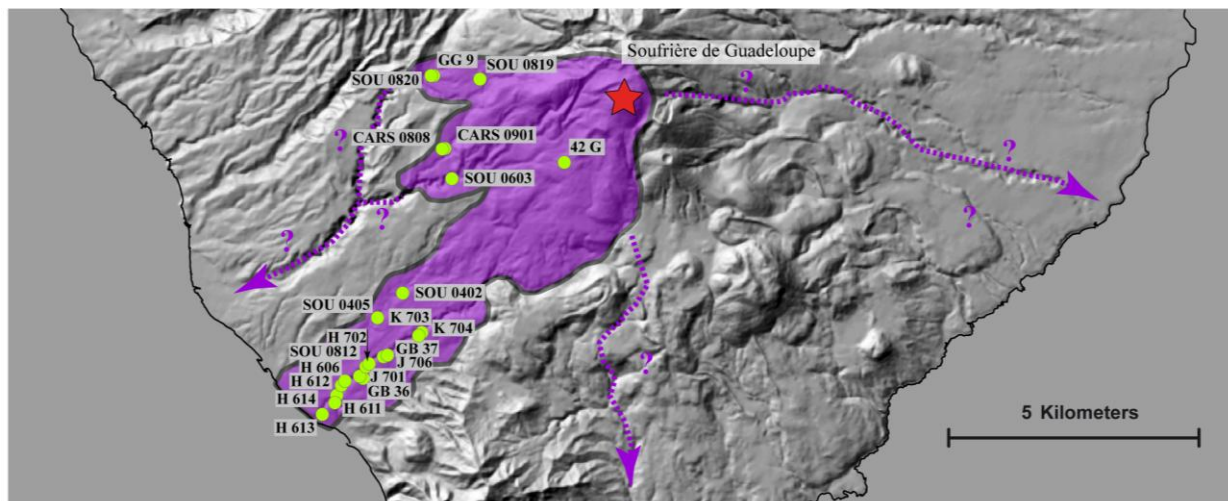 Soufrière de Guadeloupe
GG 9
SOU 0819
SOU 0820
?
?
CARS 0808
CARS 0901
42 G
?
SOU 0603
?
?
?
SOU 0402
SOU 0405
K 703
K 704
H 702
SOU 0812
GB 37
H 606
J 706
H 612
J 701
GB 36
H 614
H 611
H 613
?
5 Kilometers